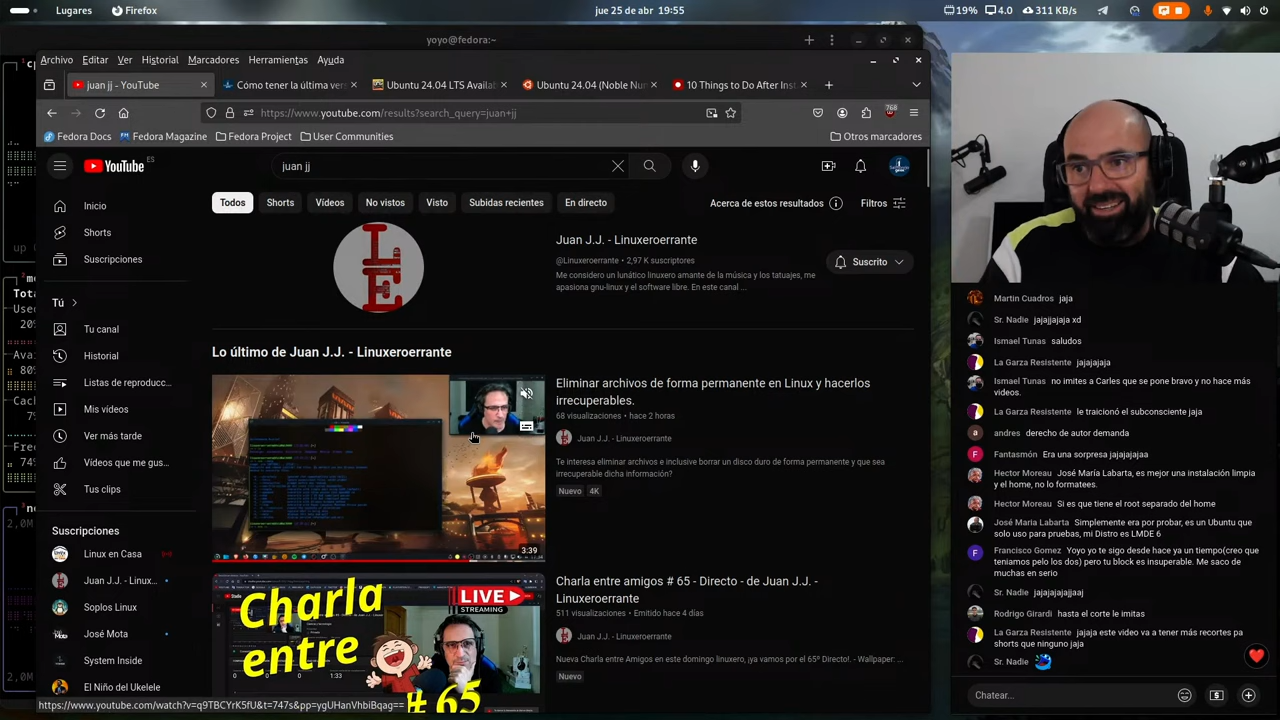 Lugares
Firefox
jue 25 de abr 19:55
19%
4.0
311 KB/s
yoyo@fedora:~
Archivo Editar Ver Historial Marcadores Herramientas Ayuda
juan jj - YouTube
Cómo tener la última vers
Ubuntu 24.04 LTS Availab
Ubuntu 24.04 (Noble Num
10 Things to Do After Inst
https://www.youtube.com/results?search_query=juan+jj
768
Fedora Docs
Fedora Magazine
Fedora Project
User Communities
Otros marcadores
YouTube ES
juan jj
Todos
Shorts
Vídeos
No vistos
Visto
Subidas recientes
En directo
Acerca de estos resultados
Filtros
Inicio
Shorts
Suscripciones
Tú
Tu canal
Historial
Listas de reproducc...
Mis vídeos
Ver más tarde
Vídeos que me gus...
Tus clips
Suscripciones
Linux en Casa
Juan J.J. - Linux...
Soplos Linux
José Mota
System Inside
El Niño del Ukelele
LE
Juan J.J. - Linuxeroerrante
@Linuxeroerrante • 2,97 K suscriptores
Me considero un lunático linuxero amante de la música y los tatuajes, me
apasiona gnu-linux y el software libre. En este canal ...
Suscrito
Lo último de Juan J.J. - Linuxeroerrante
3:39
Eliminar archivos de forma permanente en Linux y hacerlos
irrecuperables.
68 visualizaciones • hace 2 horas
Juan J.J. - Linuxeroerrante
Te interesa eliminar archivos e inclusive borrar un disco duro de forma permanente y que sea
irrecuperable dicha información?
Nuevo
4K
Charla
entre
# 65
LIVE
STREAMING
1:33
Charla entre amigos # 65 - Directo - de Juan J.J. -
Linuxeroerrante
511 visualizaciones • Emitido hace 4 días
Juan J.J. - Linuxeroerrante
Nueva Charla entre Amigos en este domingo linuxero, ¡ya vamos por el 65º Directo!. - Wallpaper: ...
Nuevo
https://www.youtube.com/watch?v=q9TBCYrK5fU&t=747s&pp=ygUHanVhbiBqag==
Martin Cuadros jaja
Sr. Nadie jajajjajaja xd
Ismael Tunas saludos
La Garza Resistente jajajajaja
Ismael Tunas no imites a Carles que se pone bravo y no hace más
videos.
La Garza Resistente le traicionó el subconsciente jaja
andres derecho de autor demanda
Fantasmón Era una sorpresa jajajajajaa
Hector Moreau José María Labarta, es mejor una instalación limpia
y el home, no lo formatees.
Hector Moreau Si es que tiene el root separado del home
José Maria Labarta Simplemente era por probar, es un Ubuntu que
solo uso para pruebas, mi Distro es LMDE 6
Francisco Gomez Yoyo yo te sigo desde hace ya un tiempo(creo que
teniamos pelo los dos) pero tu block es insuperable. Me saco de
muchas en serio
Sr. Nadie jajajajajajjaaj
Rodrigo Girardi hasta el corte le imitas
La Garza Resistente jajaja este video va a tener más recortes pa
shorts que ninguno jaja
Sr. Nadie
Chatear...